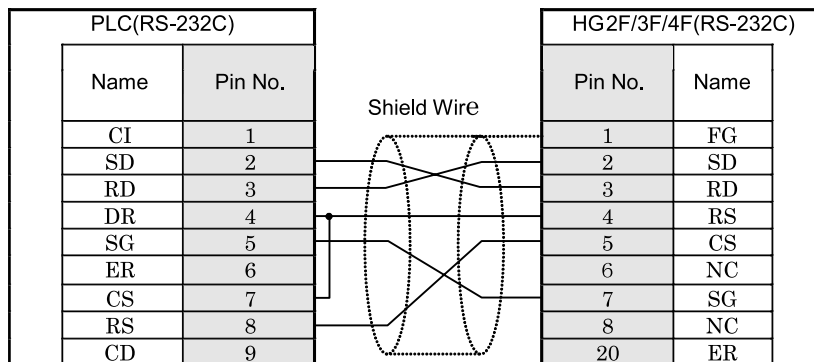 PLC(RS-232C) HG2F/3F/4F(RS-232C)
Name Pin No. Pin No. Name
Shield Wire
CI 1 1 FG
SD 2 2 SD
RD 3 3 RD
DR 4 4 RS
SG 5 5 CS
ER 6 6 NC
CS 7 7 SG
RS 8 8 NC
CD 9 20 ER